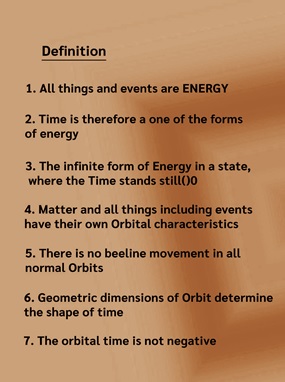 Definition
1. All things and events are ENERGY
2. Time is therefore a one of the forms
of energy
3. The infinite form of Energy in a state,
where the Time stands still()0
4. Matter and all things including events
have their own Orbital characteristics
5. There is no beeline movement in all
normal Orbits
6. Geometric dimensions of Orbit determine
the shape of time
7. The orbital time is not negative